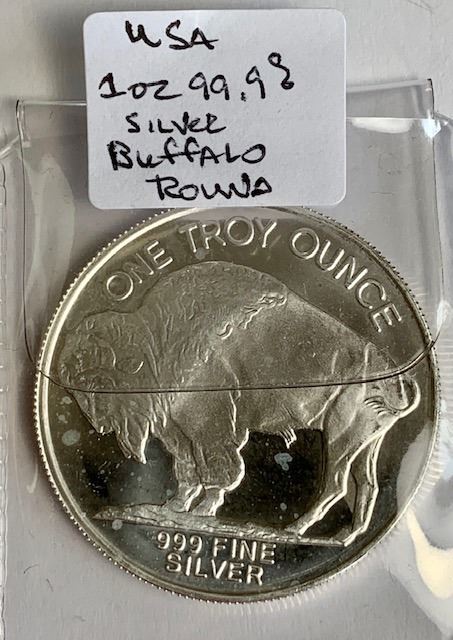 USA
1oz 99.9%
SILVER
BUFFALO
ROUND
ONE TROY OUNCE
999 FINE
SILVER